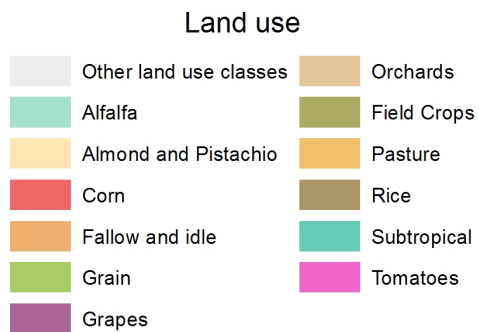 Land use
Other land use classes
Alfalfa
Almond and Pistachio
Corn
Fallow and idle
Grain
Grapes
Orchards
Field Crops
Pasture
Rice
Subtropical
Tomatoes